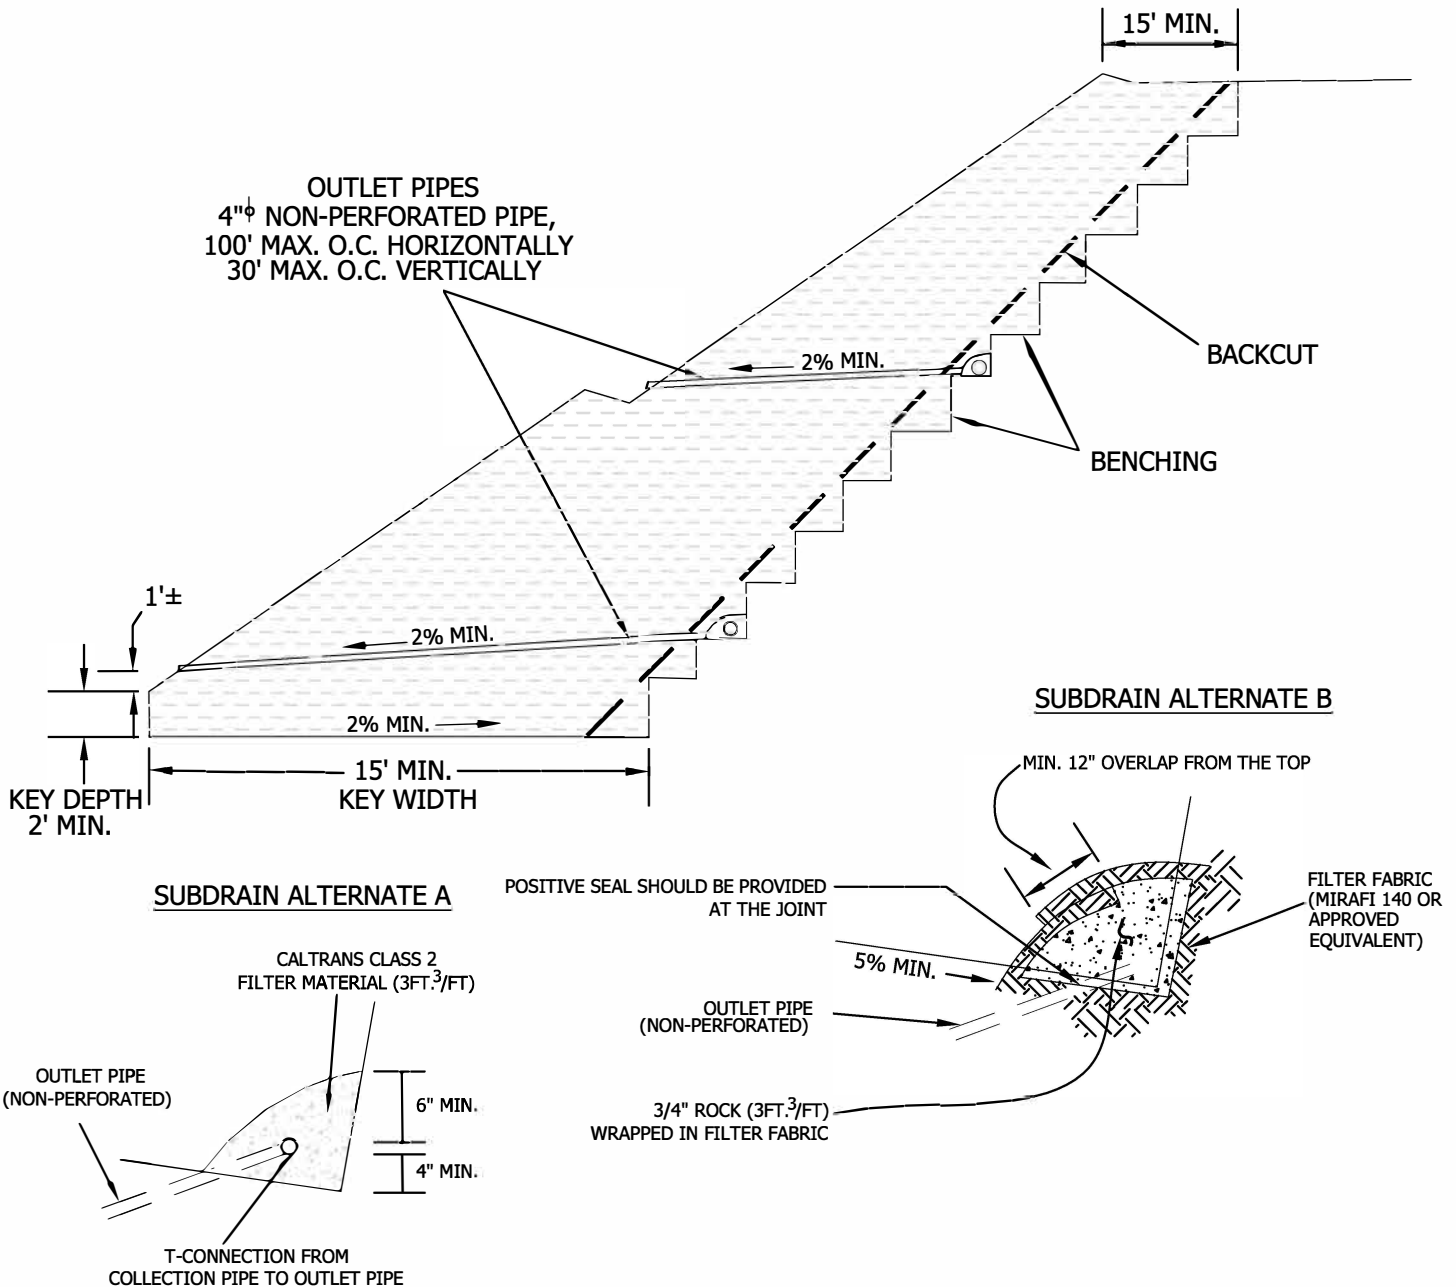 15' MIN.
OUTLET PIPES
4"ϕ NON-PERFORATED PIPE,
100' MAX. O.C. HORIZONTALLY
30' MAX. O.C. VERTICALLY
2% MIN.
BACKCUT
BENCHING
1'±
2% MIN.
2% MIN.
15' MIN.
KEY WIDTH
KEY DEPTH
2' MIN.
SUBDRAIN ALTERNATE B
MIN. 12" OVERLAP FROM THE TOP
POSITIVE SEAL SHOULD BE PROVIDED
AT THE JOINT
FILTER FABRIC
(MIRAFI 140 OR
APPROVED
EQUIVALENT)
5% MIN.
OUTLET PIPE
(NON-PERFORATED)
3/4" ROCK (3FT.³/FT)
WRAPPED IN FILTER FABRIC
SUBDRAIN ALTERNATE A
CALTRANS CLASS 2
FILTER MATERIAL (3FT.³/FT)
OUTLET PIPE
(NON-PERFORATED)
6" MIN.
4" MIN.
T-CONNECTION FROM
COLLECTION PIPE TO OUTLET PIPE